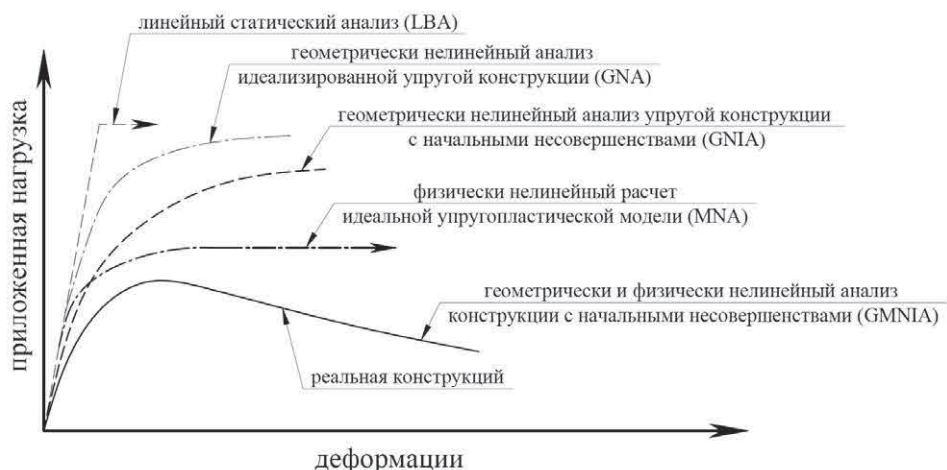 линейный статический анализ (LBA)
геометрически нелинейный анализ
идеализированной упругой конструкции (GNA)
геометрически нелинейный анализ упругой конструкции
с начальными несовершенствами (GNIA)
физически нелинейный расчет
идеальной упругопластической модели (MNA)
геометрически и физически нелинейный анализ
конструкции с начальными несовершенствами (GMNIA)
реальная конструкций
приложенная нагрузка
деформации